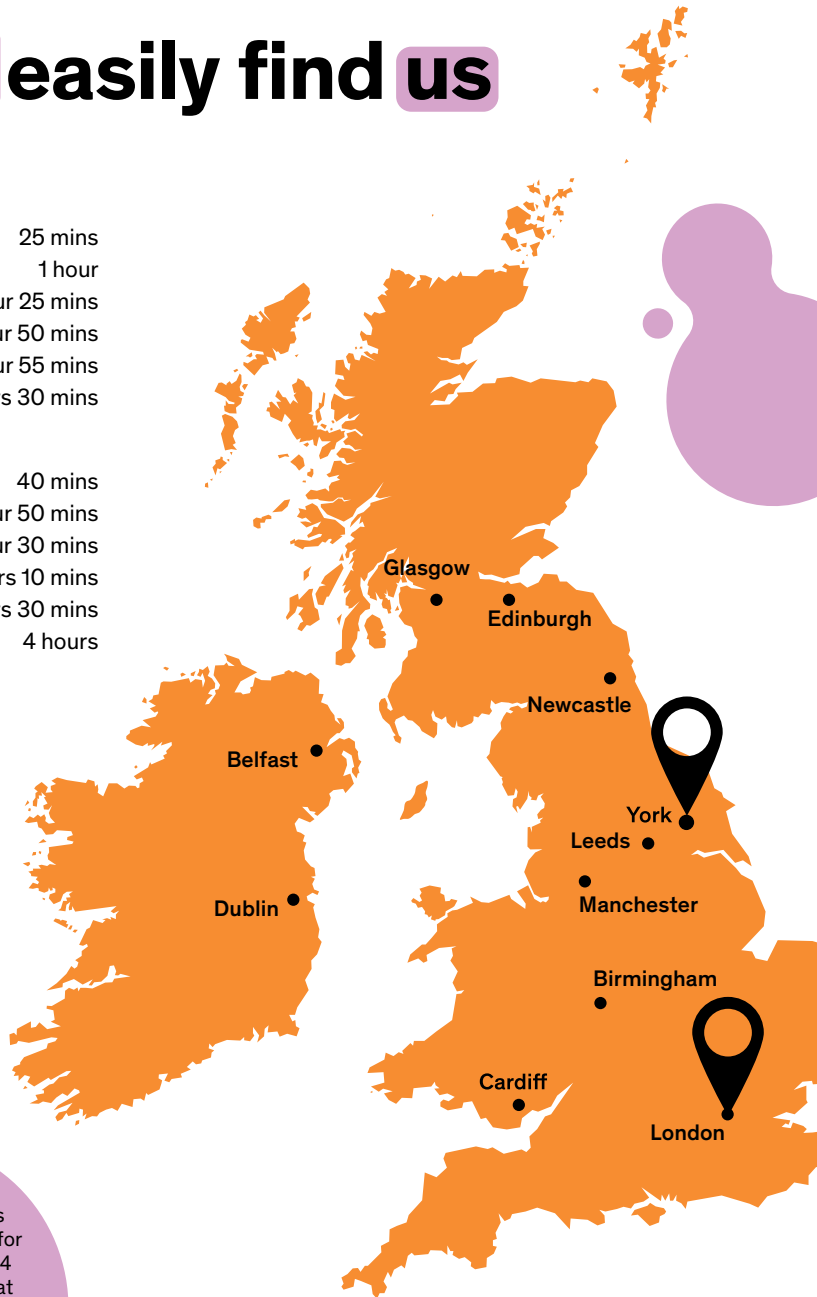 easily find us
25 mins
1 hour
ur 25 mins
ur 50 mins
ur 55 mins
s 30 mins
40 mins
ur 50 mins
ur 30 mins
rs 10 mins
s 30 mins
4 hours
Glasgow
Edinburgh
Newcastle
Belfast
York
Leeds
Dublin
Manchester
Birmingham
Cardiff
London
s
for
4
at